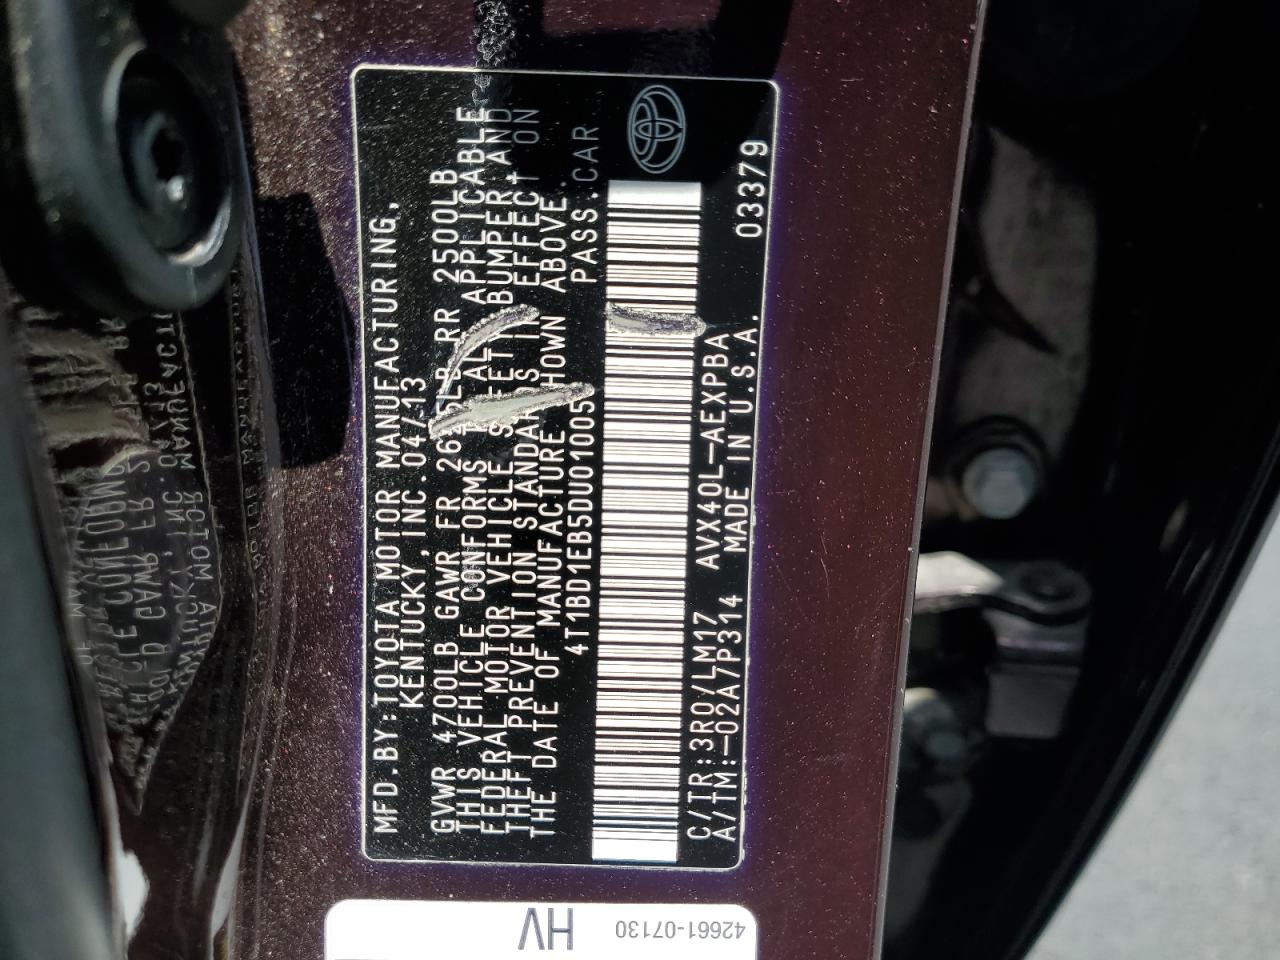 MFD.BY:TOYOTA MOTOR MANUFACTURING,
KENTUCKY,INC. 04/13
GVWR 4700LB GAWR FR 2625LB RR 2500LB
THIS VEHICLE CONFORMS TO ALL APPLICABLE
FEDERAL MOTOR VEHICLE SAFETY, BUMPER, AND
THEFT PREVENTION STANDARDS IN EFFECT ON
THE DATE OF MANUFACTURE SHOWN ABOVE.
4T1BD1EB5DU01005 PASS.CAR
C/TR:3R0/LM17 AVX40L-AEXPBA
A/TM:-02A/P314 MADE IN U.S.A. 03379
HV
42661-07130